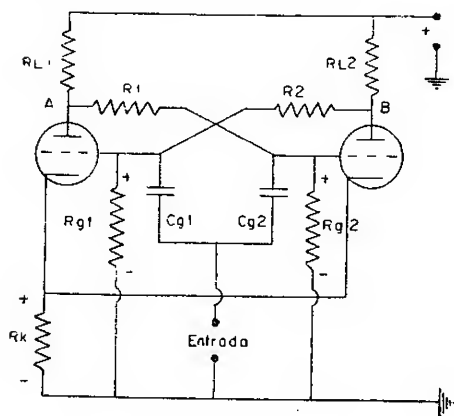 RL1
+
RL2
A
R1
R2
B
+
+
Rg1
Cg1
Cg2
Rg2
-
-
+
Rk
Entrada
-